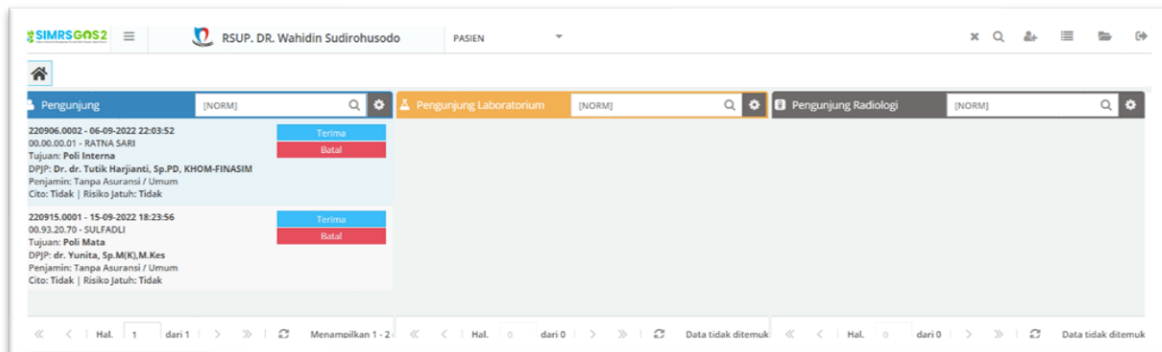 SIMRSGOS2
RSUP. DR. Wahidin Sudirohusodo
PASIEN
Pengunjung
[NORM]
220906.0002 - 06-09-2022 22:03:52
00.00.00.01 - RATNA SARI
Tujuan: Poli Interna
DPJP: Dr. dr. Tutik Harjianti, Sp.PD, KHOM-FINASIM
Penjamin: Tanpa Asuransi / Umum
Cito: Tidak | Risiko Jatuh: Tidak
Terima
Batal
220915.0001 - 15-09-2022 18:23:56
00.93.20.70 - SULFADLI
Tujuan: Poli Mata
DPJP: dr. Yunita, Sp.M(K),M.Kes
Penjamin: Tanpa Asuransi / Umum
Cito: Tidak | Risiko Jatuh: Tidak
Terima
Batal
Hal. 1 dari 1 Menampilkan 1 - 2
Pengunjung Laboratorium
[NORM]
Hal. 0 dari 0 Data tidak ditemuk
Pengunjung Radiologi
[NORM]
Hal. 0 dari 0 Data tidak ditemuk